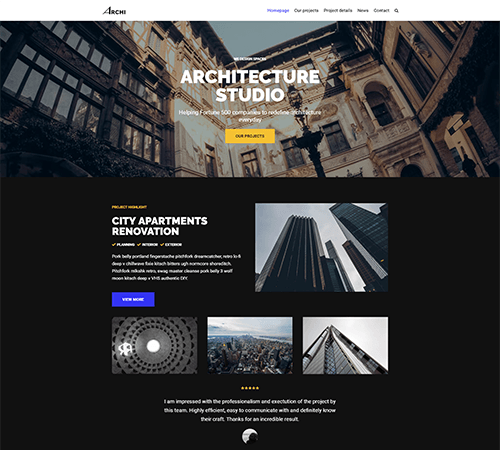 ARCHI
Homepage Our projects Project details News Contact
WE DESIGN SPACES
ARCHITECTURE
STUDIO
Helping Fortune 500 companies to redefine architecture
everyday
OUR PROJECTS
PROJECT HIGHLIGHT
CITY APARTMENTS
RENOVATION
PLANNING INTERIOR EXTERIOR
Pork belly portland fingerstache pitchfork dreamcatcher, retro lo-fi
deep v chillwave fixie kitsch bitters ugh normcore shoreditch.
Pitchfork retkahk retro, swag master cleanse pork belly 3 wolf
moon kitsch deep v VHS authentic DIY.
VIEW MORE
I am impressed with the professionalism and exectution of the project by
this team. Highly efficient, easy to communicate with and definitely know
their craft. Thanks for an incredible result.